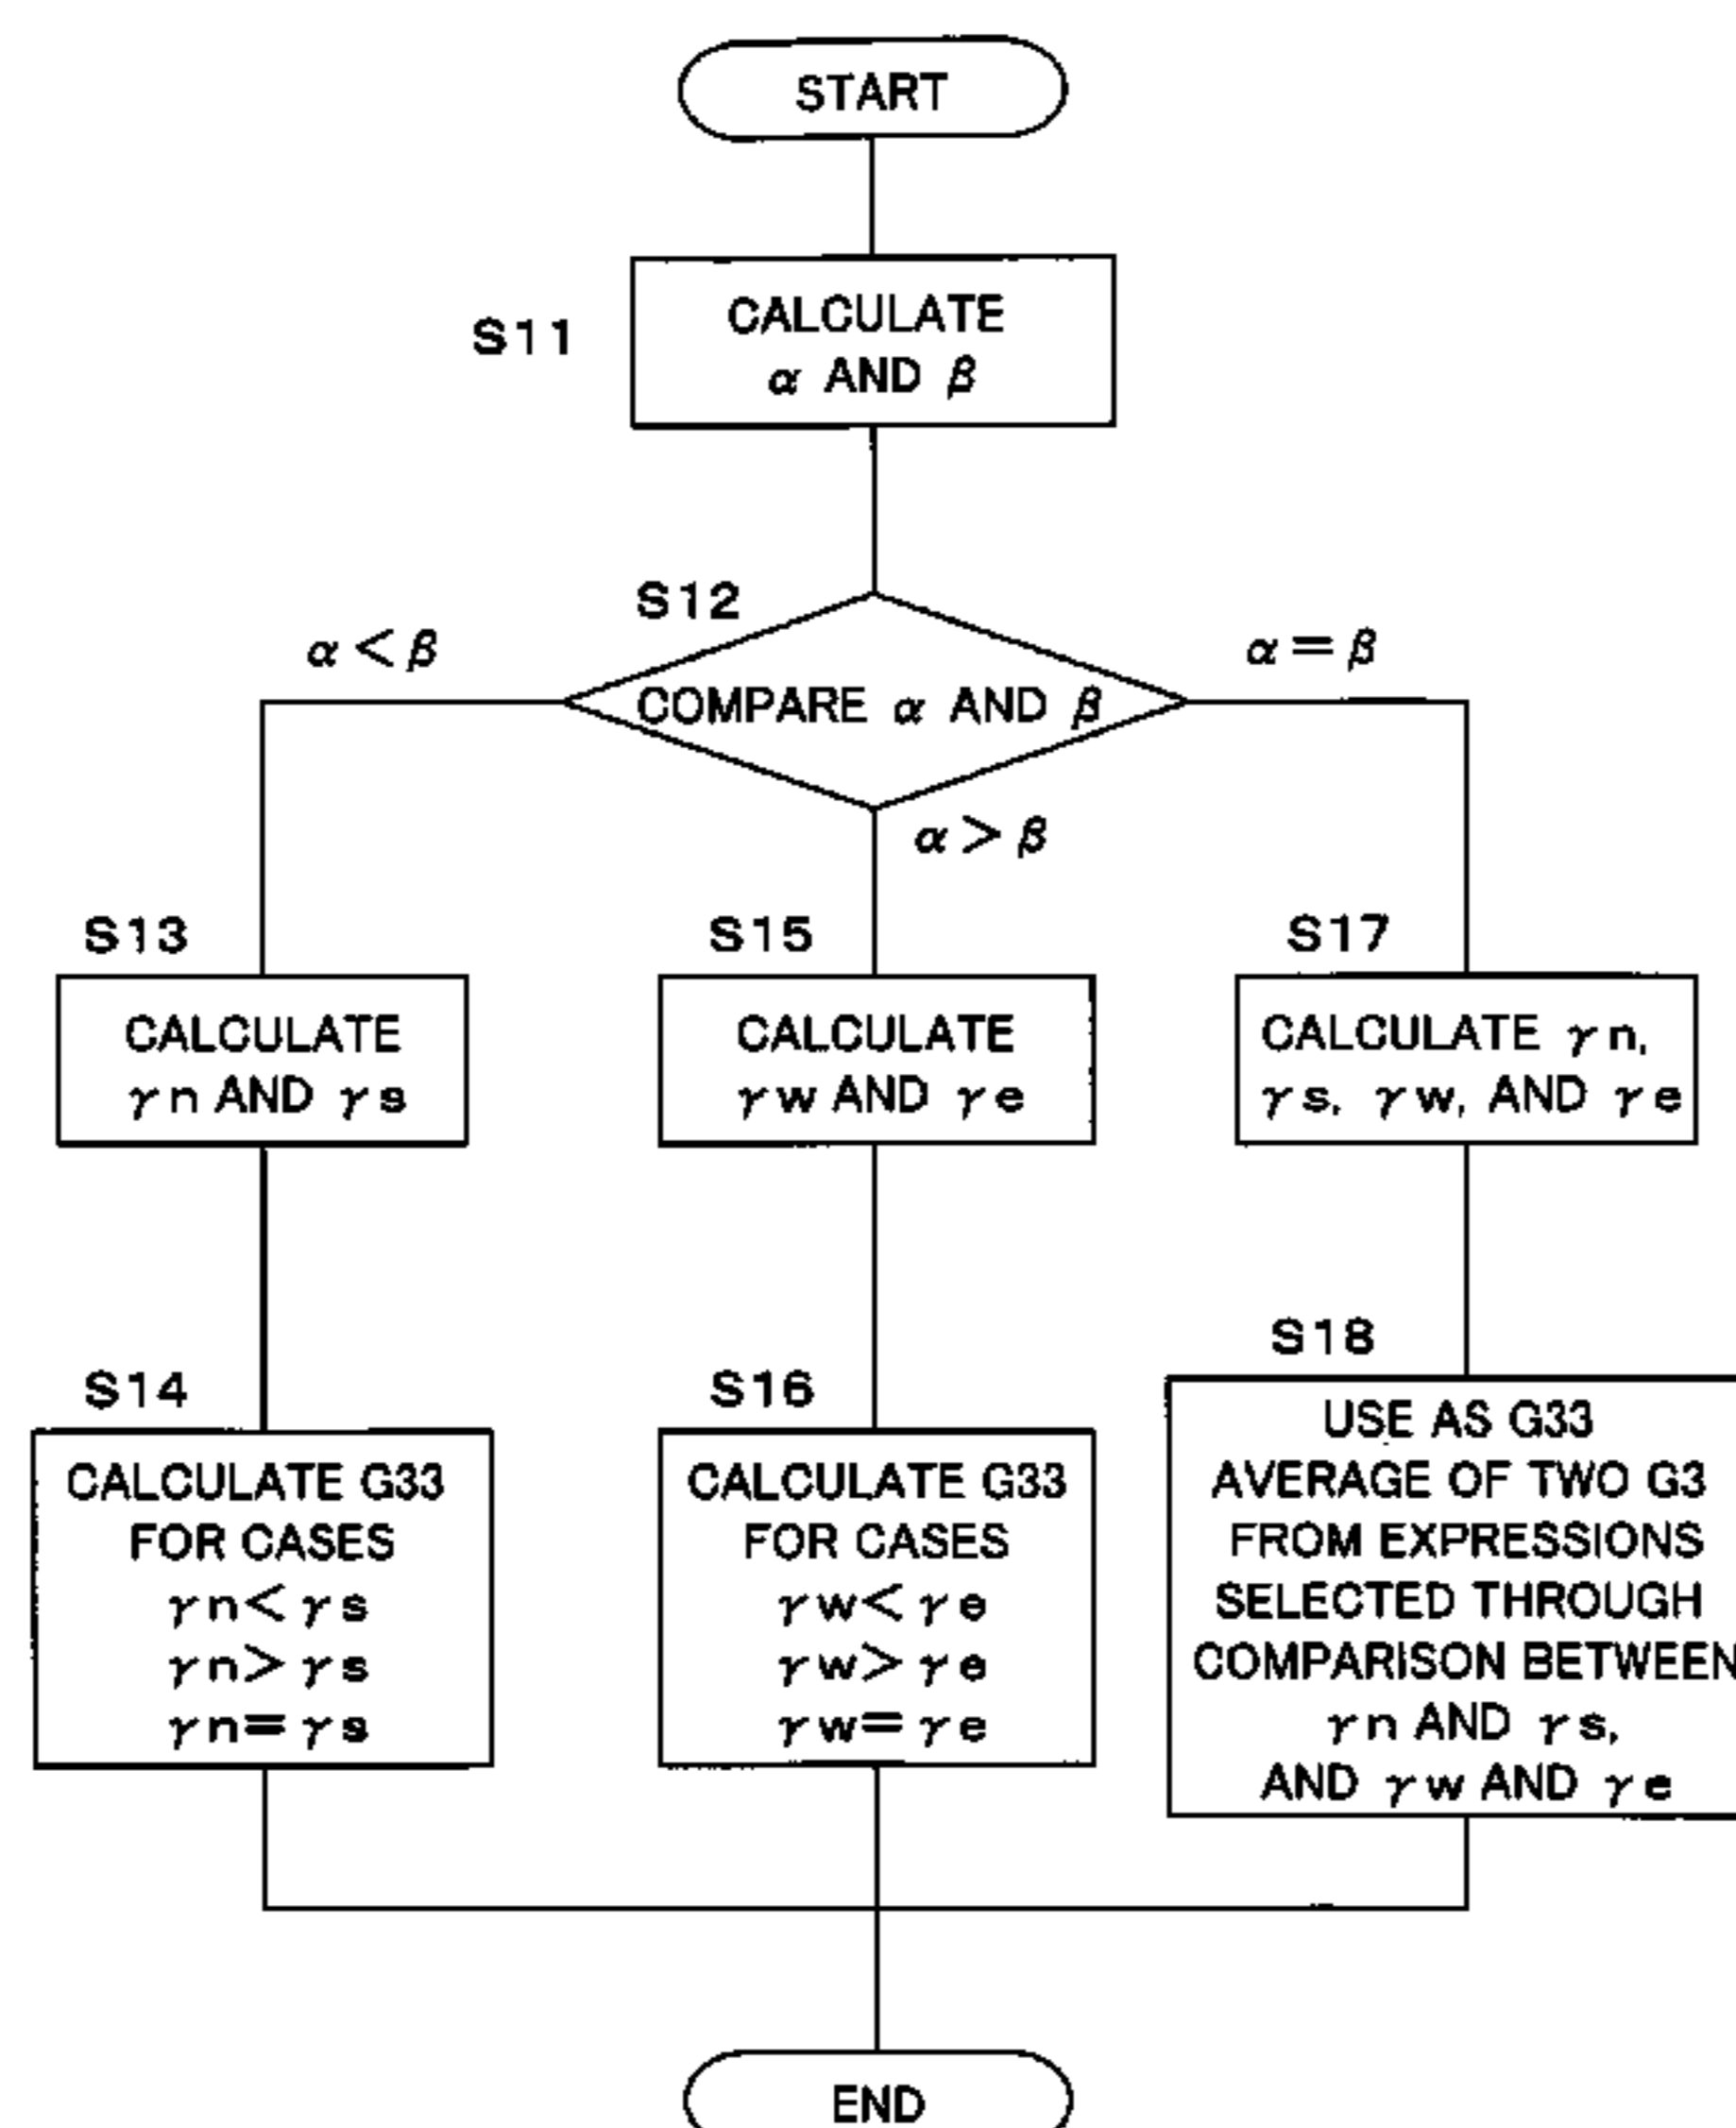 START
S11
CALCULATE
α AND β
S12
α < β
COMPARE α AND β
α = β
α > β
S13
CALCULATE
γn AND γs
S15
CALCULATE
γw AND γe
S17
CALCULATE γn,
γs, γw, AND γe
S14
CALCULATE G33
FOR CASES
γn< γs
γn> γs
γn= γs
S16
CALCULATE G33
FOR CASES
γw< γe
γw> γe
γw= γe
S18
USE AS G33
AVERAGE OF TWO G3
FROM EXPRESSIONS
SELECTED THROUGH
COMPARISON BETWEEN
γn AND γs,
AND γw AND γe
END